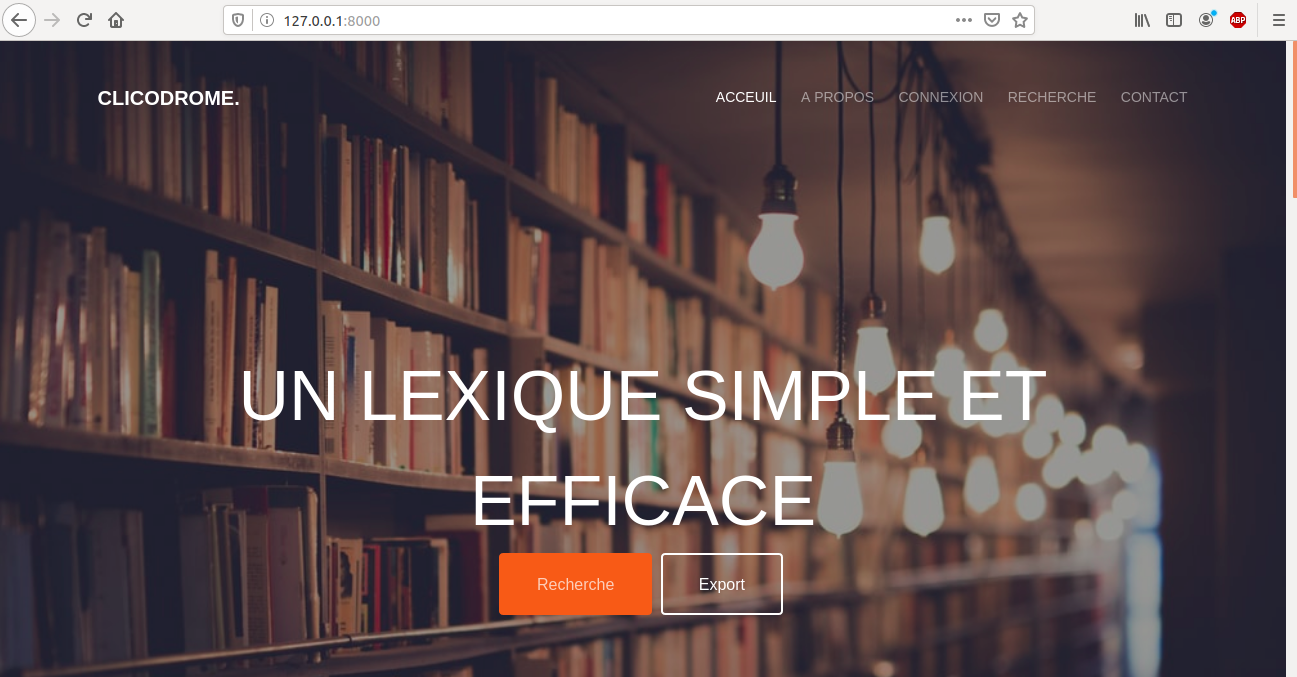 127.0.0.1:8000
ABP
CLICODROME.
ACCEUIL A PROPOS CONNEXION RECHERCHE CONTACT
UN LEXIQUE SIMPLE ET
EFFICACE
Recherche Export